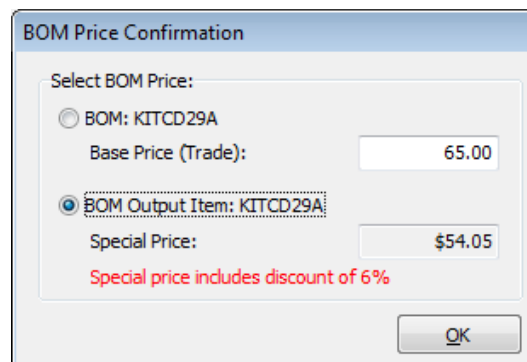 BOM Price Confirmation
Select BOM Price:
BOM: KITCD29A
Base Price (Trade): 65.00
BOM Output Item: KITCD29A
Special Price: $54.05
Special price includes discount of 6%
OK